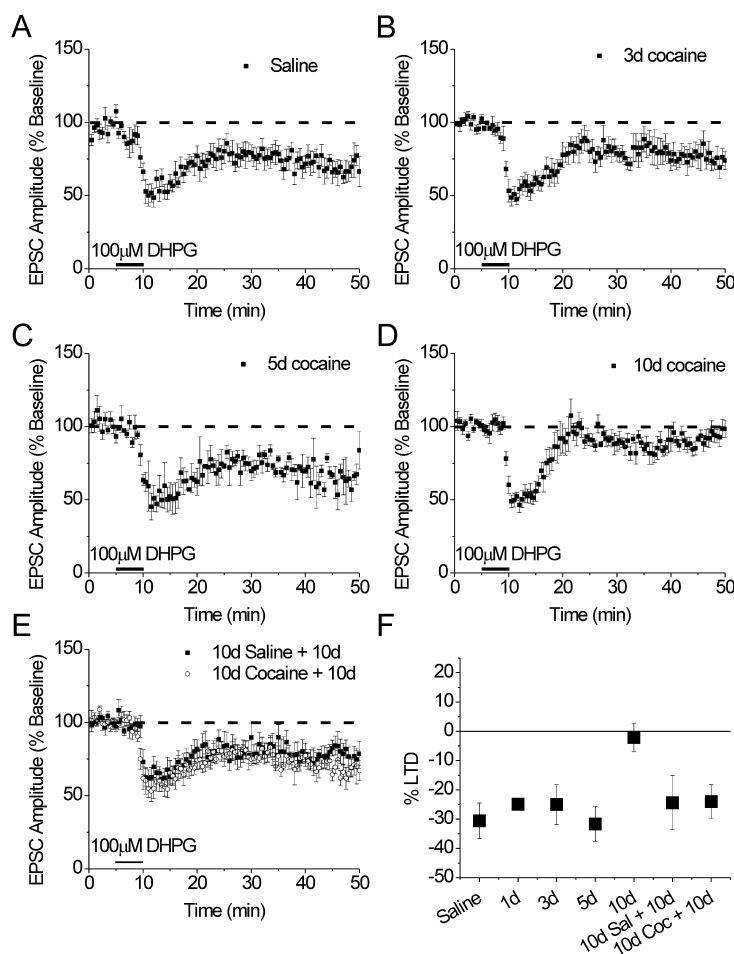 A
EPSC Amplitude (% Baseline)
150
100
50
0
Saline
100μM DHPG
0 10 20 30 40 50
Time (min)
B
EPSC Amplitude (% Baseline)
150
100
50
0
3d cocaine
100μM DHPG
0 10 20 30 40 50
Time (min)
C
EPSC Amplitude (% Baseline)
150
100
50
0
5d cocaine
100μM DHPG
0 10 20 30 40 50
Time (min)
D
EPSC Amplitude (% Baseline)
150
100
50
0
10d cocaine
100μM DHPG
0 10 20 30 40 50
Time (min)
E
EPSC Amplitude (% Baseline)
150
100
50
0
10d Saline + 10d
10d Cocaine + 10d
100μM DHPG
0 10 20 30 40 50
Time (min)
F
% LTD
20
10
0
-10
-20
-30
-40
-50
Saline
1d
3d
5d
10d
10d Sal + 10d
10d Coc + 10d